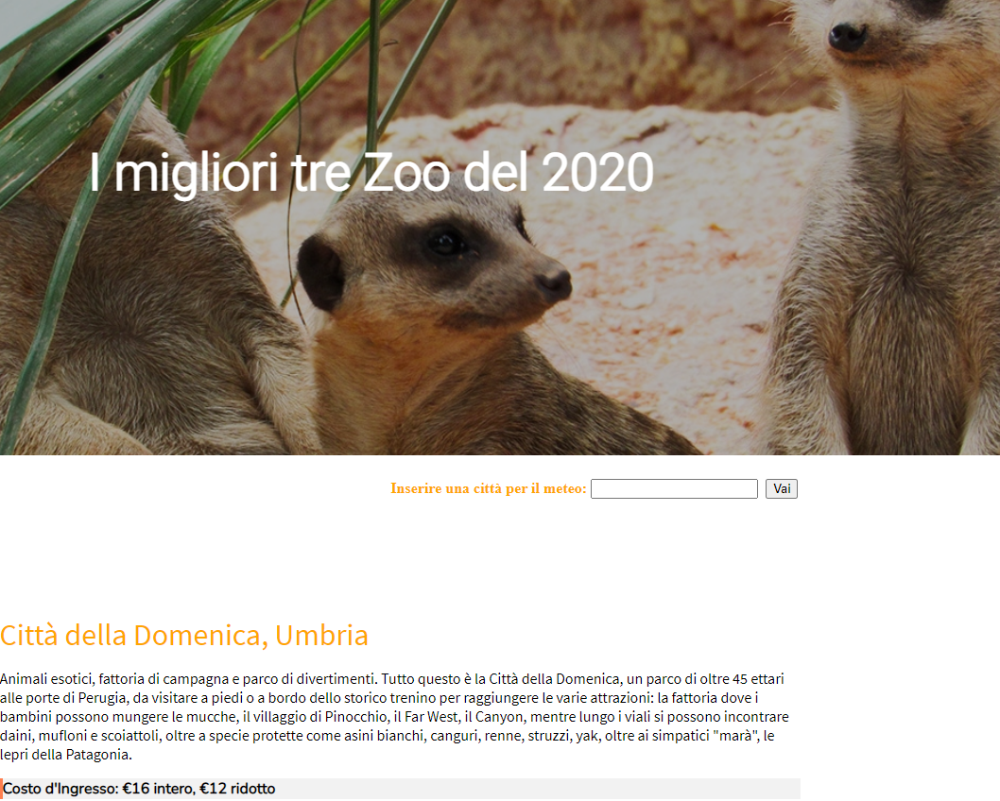 I migliori tre Zoo del 2020
Inserire una città per il meteo: Vai
Città della Domenica, Umbria
Animali esotici, fattoria di campagna e parco di divertimenti. Tutto questo è la Città della Domenica, un parco di oltre 45 ettari
alle porte di Perugia, da visitare a piedi o a bordo dello storico trenino per raggiungere le varie attrazioni: la fattoria dove i
bambini possono mungere le mucche, il villaggio di Pinocchio, il Far West, il Canyon, mentre lungo i viali si possono incontrare
daini, mufloni e scoiattoli, oltre a specie protette come asini bianchi, canguri, renne, struzzi, yak, oltre ai simpatici "marà", le
lepri della Patagonia.
Costo d'Ingresso: €16 intero, €12 ridotto